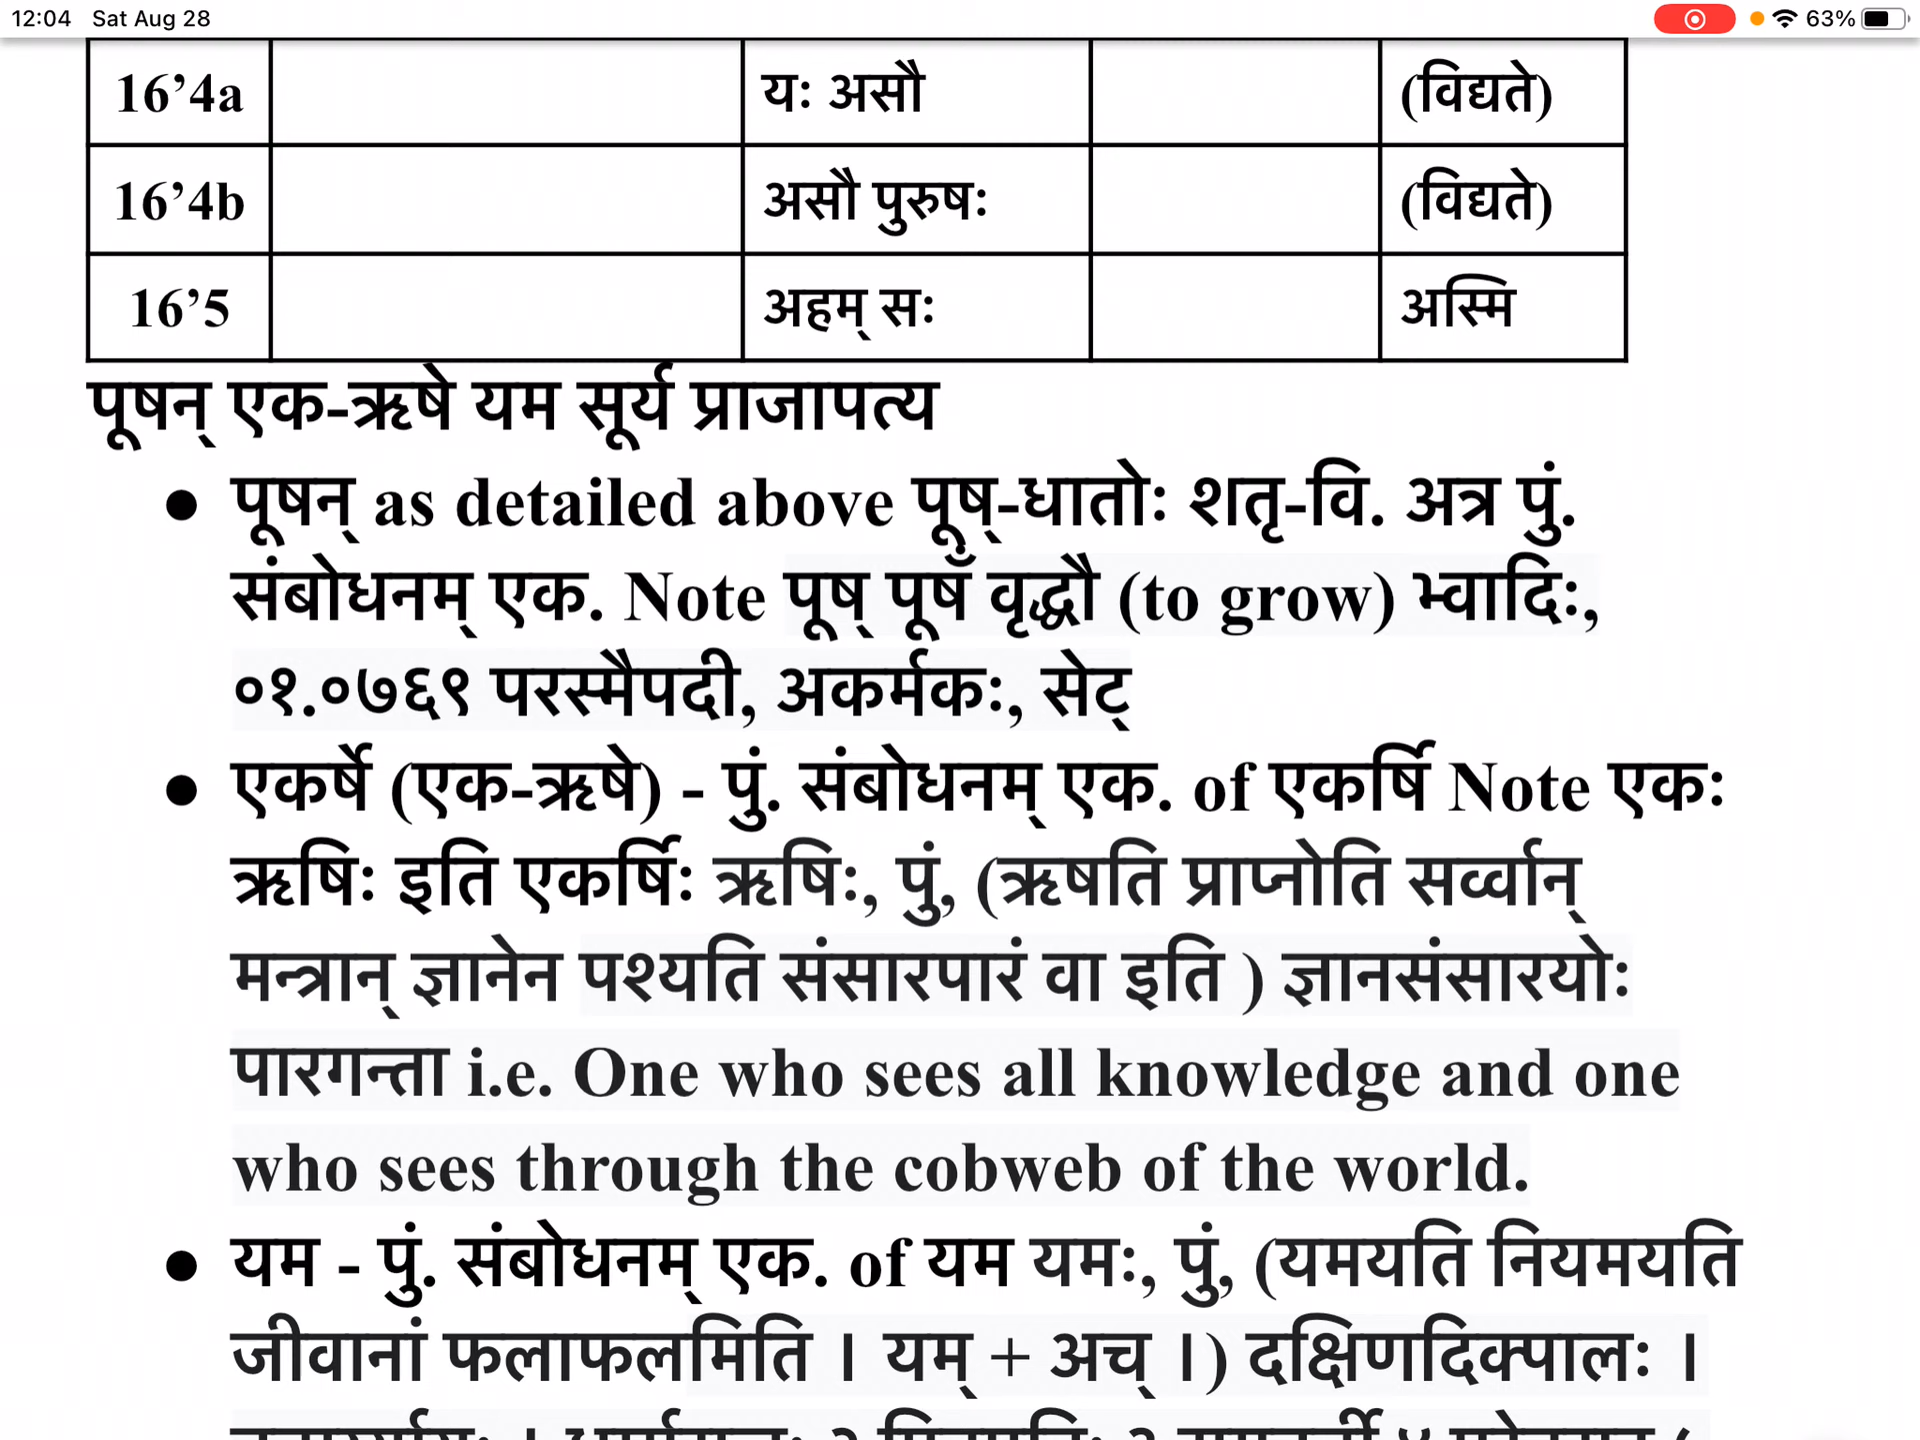 12:04 Sat Aug 28 63%
16’4a यः असौ (विद्यते)
16’4b असौ पुरुषः (विद्यते)
16’5 अहम् सः अस्मि
पूषन् एक-ऋषे यम सूर्य प्राजापत्य
● पूषन् as detailed above पूष्-धातोः शतृ-वि. अत्र पुं.
संबोधनम् एक. Note पूष् पूषँ वृद्धौ (to grow) भ्वादिः,
०१.०७६९ परस्मैपदी, अकर्मकः, सेट्
● एकर्षे (एक-ऋषे) - पुं. संबोधनम् एक. of एकर्षि Note एकः
ऋषिः इति एकर्षिः ऋषिः, पुं, (ऋषति प्राप्नोति सर्व्वान्
मन्त्रान् ज्ञानेन पश्यति संसारपारं वा इति ) ज्ञानसंसारयोः
पारगन्ता i.e. One who sees all knowledge and one
who sees through the cobweb of the world.
● यम - पुं. संबोधनम् एक. of यम यमः, पुं, (यमयति नियमयति
जीवानां फलाफलमिति । यम् + अच् ।) दक्षिणदिक्पालः ।